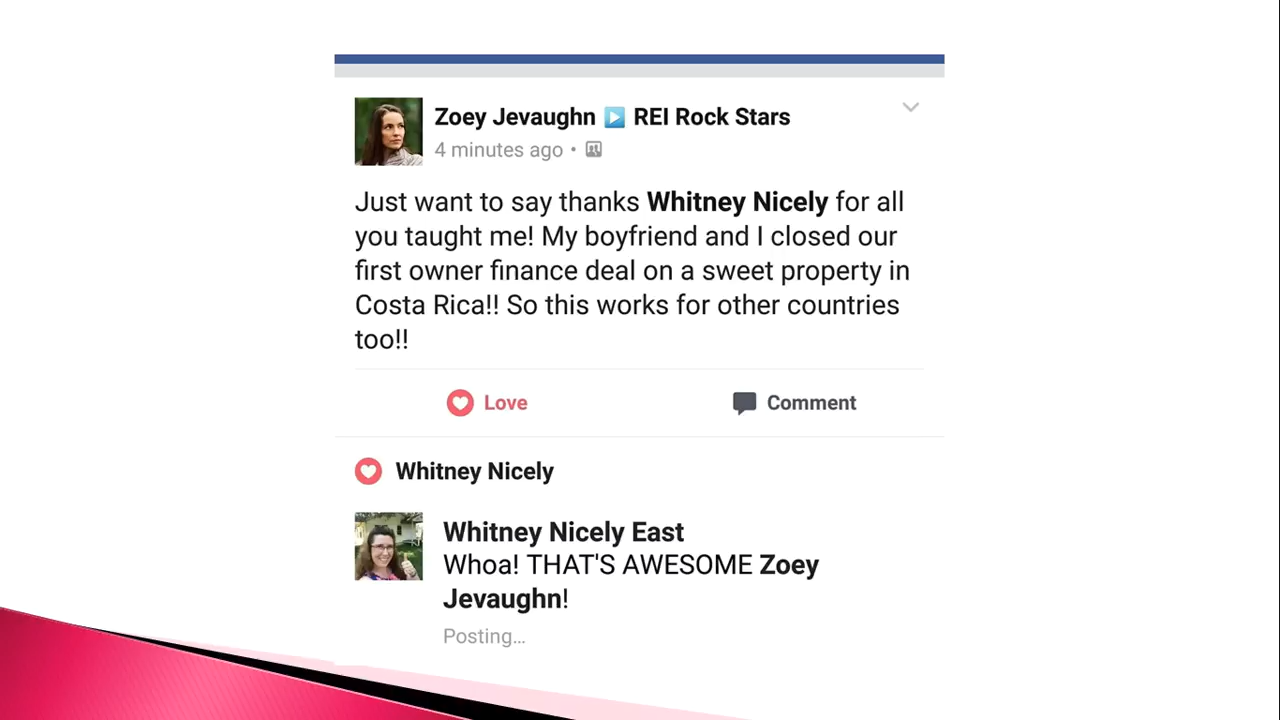 Zoey Jevaughn ▶ REI Rock Stars
4 minutes ago •
Just want to say thanks Whitney Nicely for all
you taught me! My boyfriend and I closed our
first owner finance deal on a sweet property in
Costa Rica!! So this works for other countries
too!!
Love Comment
Whitney Nicely
Whitney Nicely East
Whoa! THAT'S AWESOME Zoey
Jevaughn!
Posting...